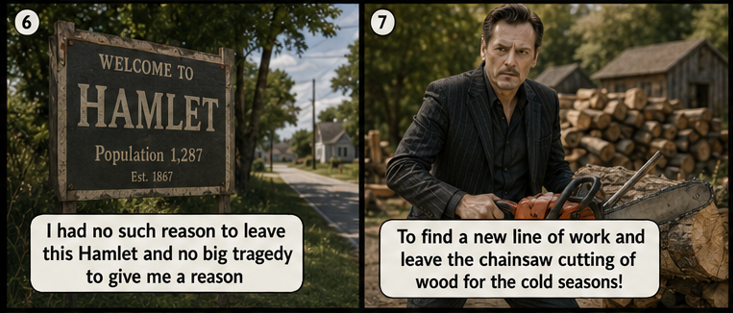 6
WELCOME TO
HAMLET
Population 1,287
Est. 1867
I had no such reason to leave
this Hamlet and no big tragedy
to give me a reason
7
To find a new line of work and
leave the chainsaw cutting of
wood for the cold seasons!